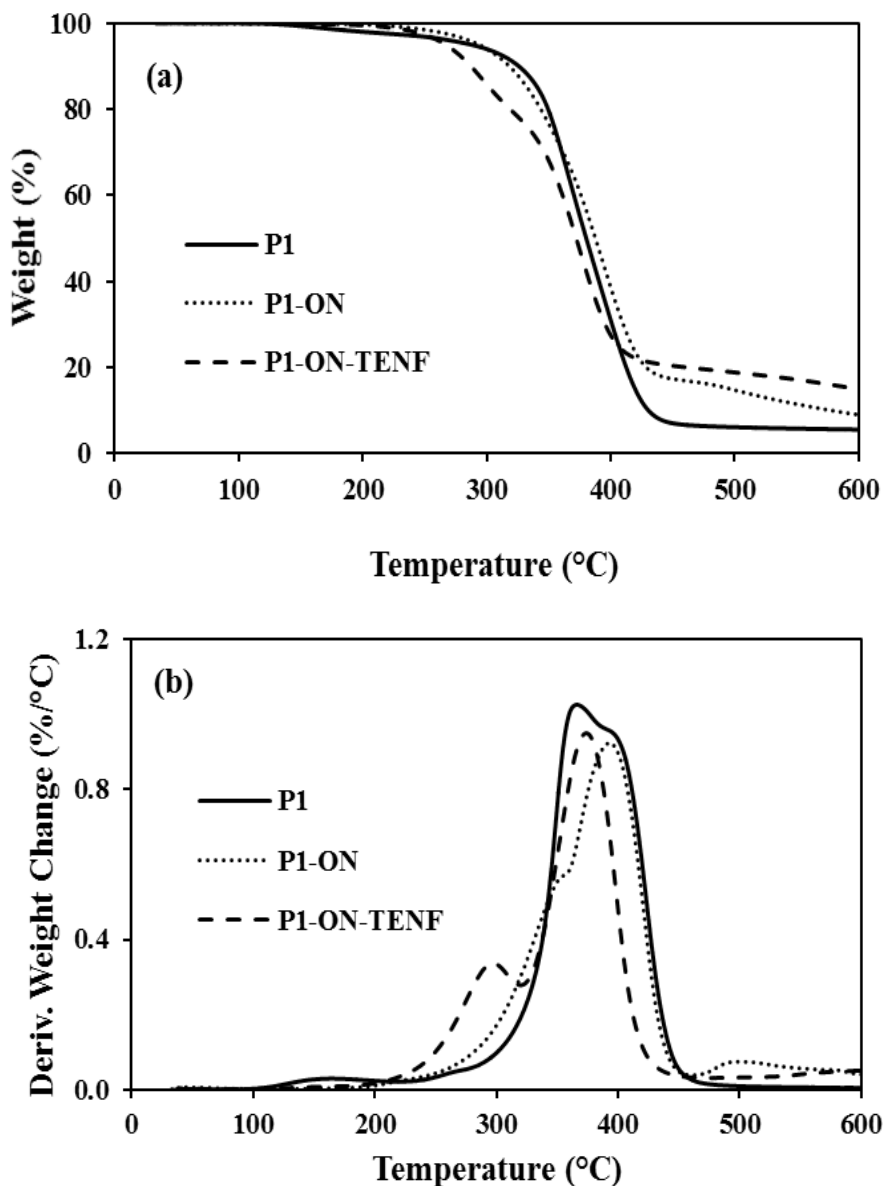 (a)
Weight (%)
100
80
60
40
20
0
P1
P1-ON
P1-ON-TENF
0 100 200 300 400 500 600
Temperature (°C)
(b)
Deriv. Weight Change (%/°C)
1.2
0.8
0.4
0.0
P1
P1-ON
P1-ON-TENF
0 100 200 300 400 500 600
Temperature (°C)